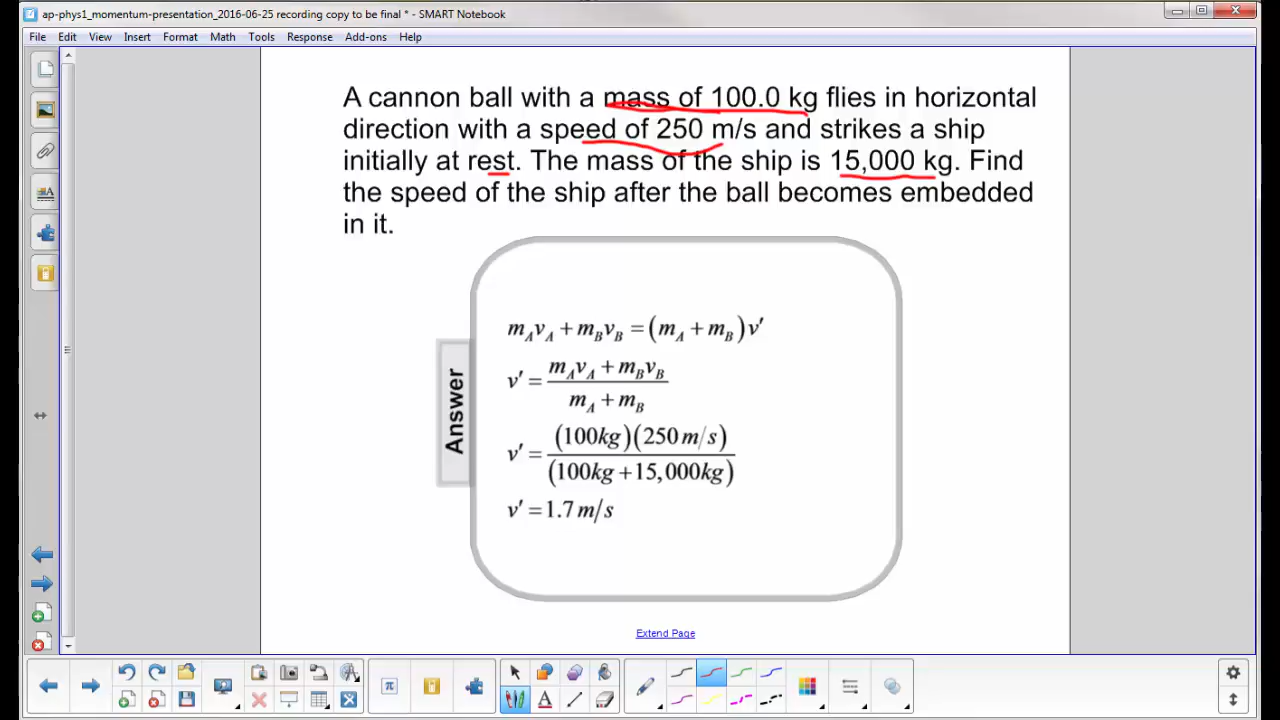 ap-phys1_momentum-presentation_2016-06-25 recording copy to be final * - SMART Notebook
File Edit View Insert Format Math Tools Response Add-ons Help
A cannon ball with a mass of 100.0 kg flies in horizontal
direction with a speed of 250 m/s and strikes a ship
initially at rest. The mass of the ship is 15,000 kg. Find
the speed of the ship after the ball becomes embedded
in it.
Answer
m_A v_A + m_B v_B = (m_A + m_B) v′
v′ = (m_A v_A + m_B v_B) / (m_A + m_B)
v′ = (100kg)(250 m/s) / (100kg + 15,000kg)
v′ = 1.7 m/s
Extend Page